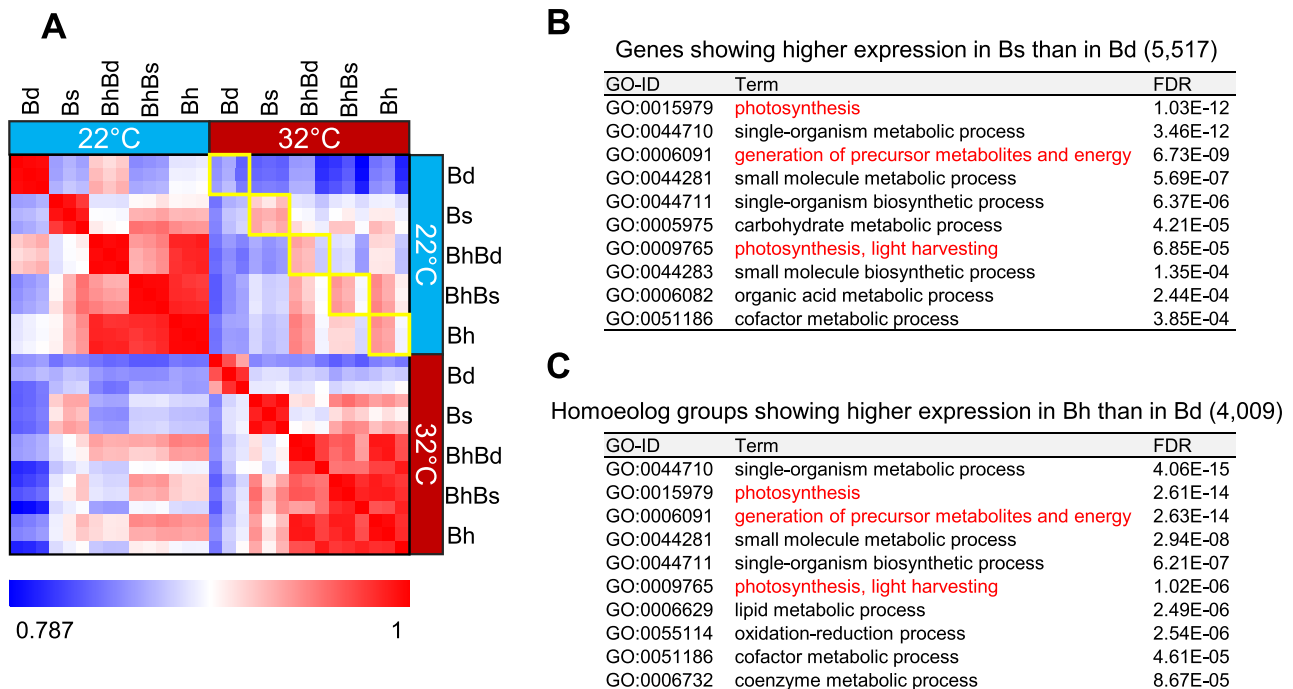 A
Bd Bs BhBd BhBs Bh Bd Bs BhBd BhBs Bh
22°C 32°C
Bd
Bs
BhBd
BhBs
Bh
22°C
Bd
Bs
BhBd
BhBs
Bh
32°C
0.787 1
B
Genes showing higher expression in Bs than in Bd (5,517)
GO-ID Term FDR
GO:0015979 photosynthesis 1.03E-12
GO:0044710 single-organism metabolic process 3.46E-12
GO:0006091 generation of precursor metabolites and energy 6.73E-09
GO:0044281 small molecule metabolic process 5.69E-07
GO:0044711 single-organism biosynthetic process 6.37E-06
GO:0005975 carbohydrate metabolic process 4.21E-05
GO:0009765 photosynthesis, light harvesting 6.85E-05
GO:0044283 small molecule biosynthetic process 1.35E-04
GO:0006082 organic acid metabolic process 2.44E-04
GO:0051186 cofactor metabolic process 3.85E-04
C
Homoeolog groups showing higher expression in Bh than in Bd (4,009)
GO-ID Term FDR
GO:0044710 single-organism metabolic process 4.06E-15
GO:0015979 photosynthesis 2.61E-14
GO:0006091 generation of precursor metabolites and energy 2.63E-14
GO:0044281 small molecule metabolic process 2.94E-08
GO:0044711 single-organism biosynthetic process 6.21E-07
GO:0009765 photosynthesis, light harvesting 1.02E-06
GO:0006629 lipid metabolic process 2.49E-06
GO:0055114 oxidation-reduction process 2.54E-06
GO:0051186 cofactor metabolic process 4.61E-05
GO:0006732 coenzyme metabolic process 8.67E-05